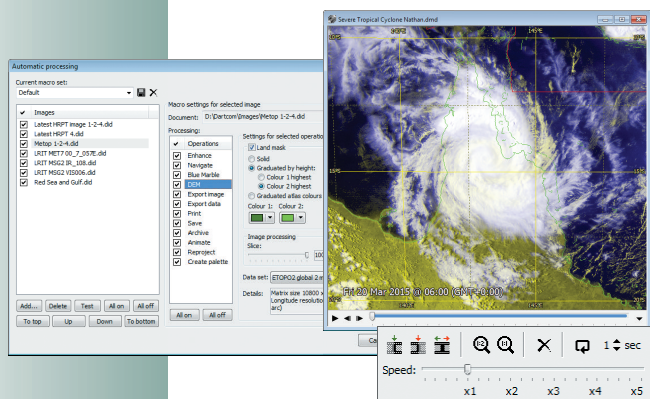 Severe Tropical Cyclone Nathan.dmd
Automatic processing
Current macro set:
Default
Images
Latest HRPT image 1-2-4.did
Latest HRPT 4.did
Metop 1-2-4.did
LRIT MET7 00_7_057E.did
LRIT MSG2 IR_108.did
LRIT MSG2 VIS006.did
Red Sea and Gulf.did
Add...
Delete
Test
All on
All off
To top
Up
Down
To bottom
Macro settings for selected image
Document: D:\Dartcom\Images\Metop 1-2-4.did
Processing:
Operations
Enhance
Navigate
Blue Marble
DEM
Export image
Export data
Print
Save
Archive
Animate
Reproject
Create palette
All on
All off
Settings for selected operatio
Land mask
Solid
Graduated by height:
Colour 1 highest
Colour 2 highest
Graduated atlas colours
Colour 1: Colour 2:
Image processing
Slice:
100
Data set: ETOPO2 global 2 m
Details: Matrix size 10800 x
Longitude resolutio
arc)
Ca
10°S
145°E
15°S
15°S
Fri 20 Mar 2015 @ 06:00 (GMT+0:00)
1 sec
Speed:
x1 x2 x3 x4 x5